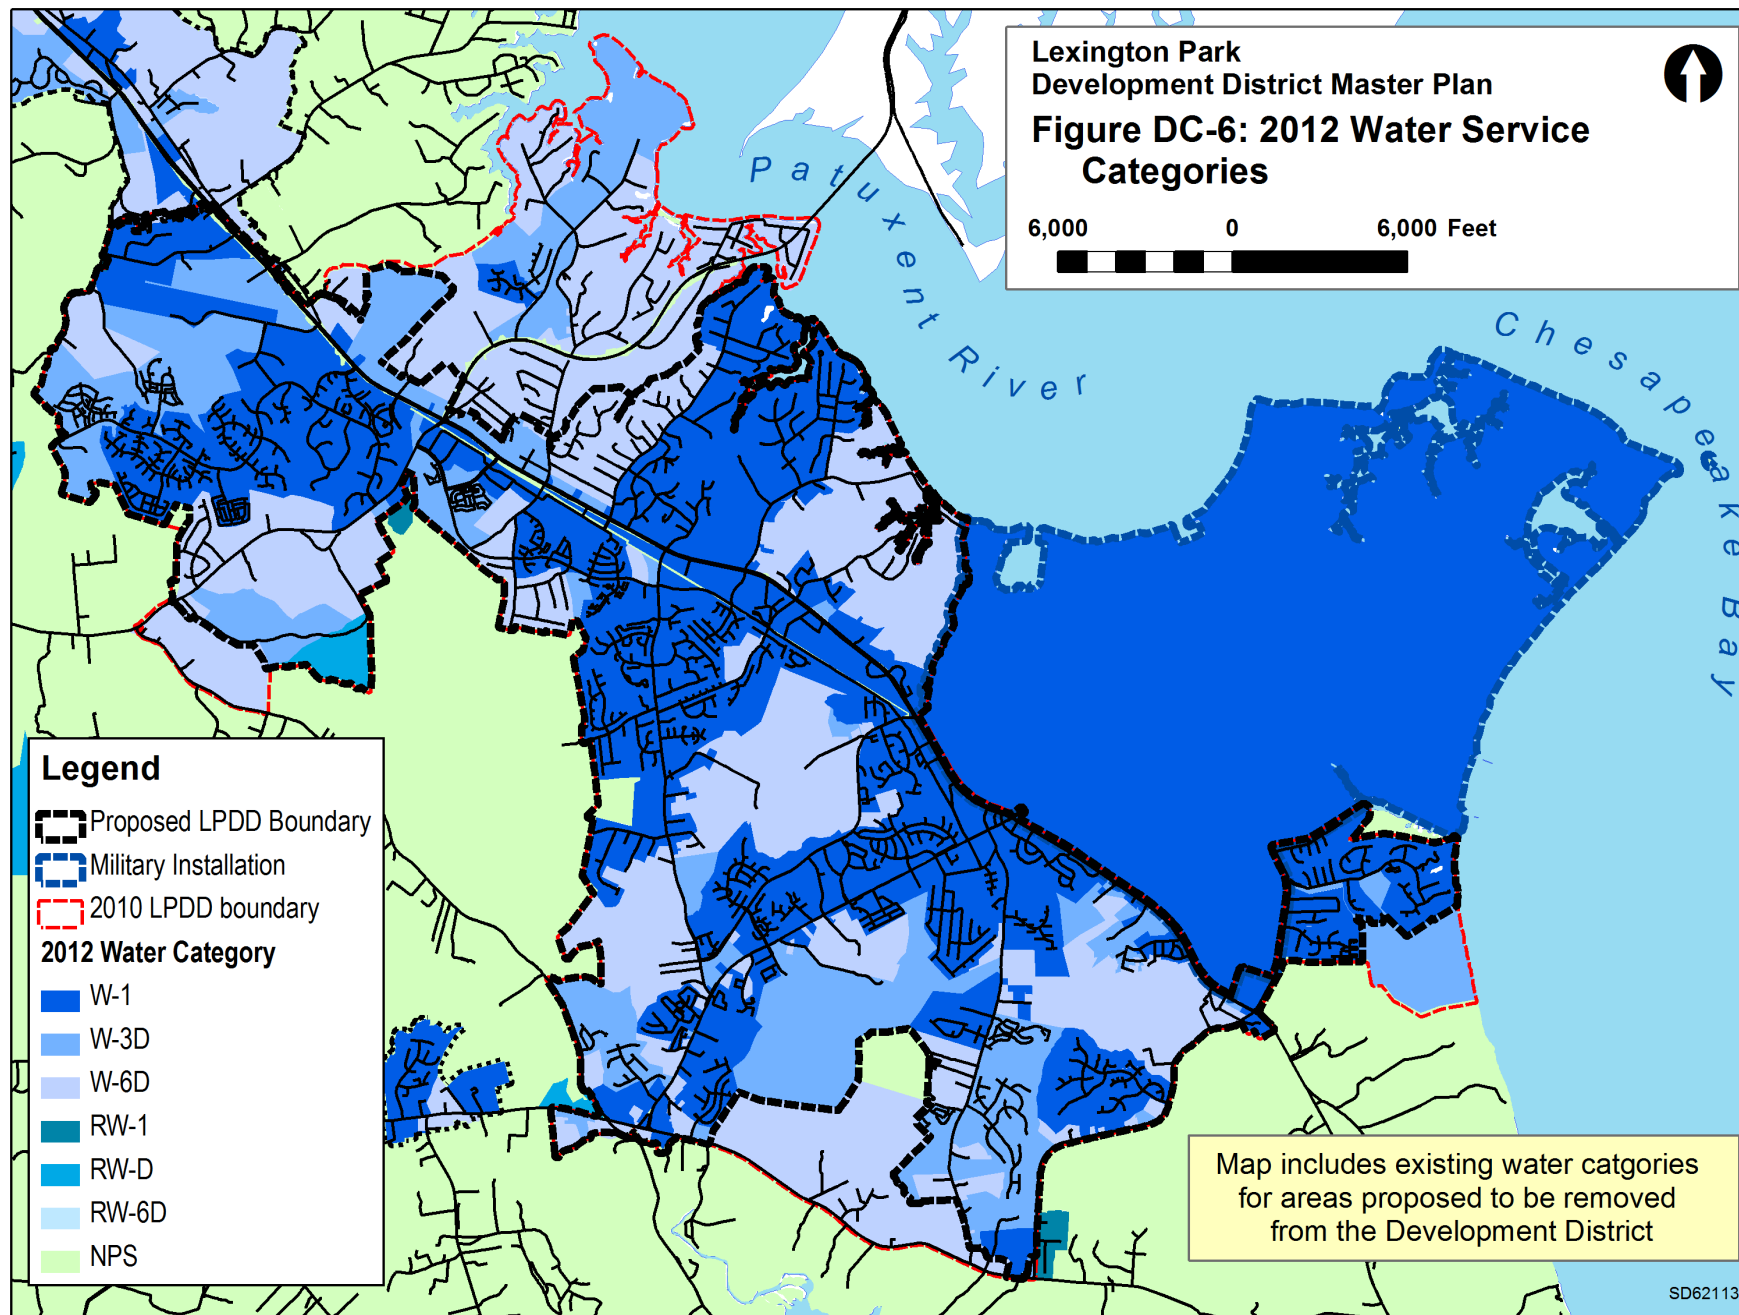 Lexington Park
Development District Master Plan
Figure DC-6: 2012 Water Service
Categories
6,000 0 6,000 Feet
Patuxent River
Chesapeake Bay
Legend
Proposed LPDD Boundary
Military Installation
2010 LPDD boundary
2012 Water Category
W-1
W-3D
W-6D
RW-1
RW-D
RW-6D
NPS
Map includes existing water catgories
for areas proposed to be removed
from the Development District
SD62113